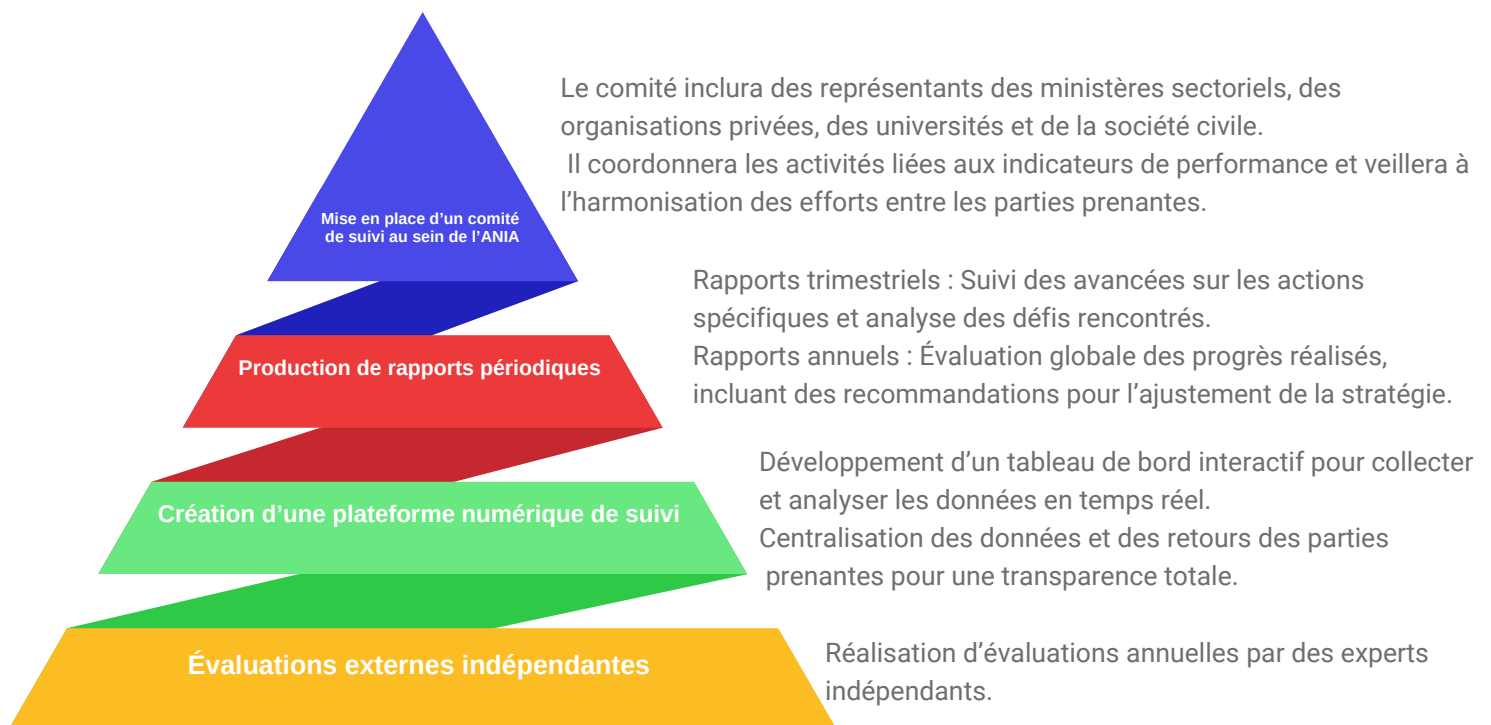 Mise en place d’un comité
de suivi au sein de l’ANIA
Le comité inclura des représentants des ministères sectoriels, des
organisations privées, des universités et de la société civile.
Il coordonnera les activités liées aux indicateurs de performance et veillera à
l’harmonisation des efforts entre les parties prenantes.
Production de rapports périodiques
Rapports trimestriels : Suivi des avancées sur les actions
spécifiques et analyse des défis rencontrés.
Rapports annuels : Évaluation globale des progrès réalisés,
incluant des recommandations pour l’ajustement de la stratégie.
Création d’une plateforme numérique de suivi
Développement d’un tableau de bord interactif pour collecter
et analyser les données en temps réel.
Centralisation des données et des retours des parties
prenantes pour une transparence totale.
Évaluations externes indépendantes
Réalisation d’évaluations annuelles par des experts
indépendants.